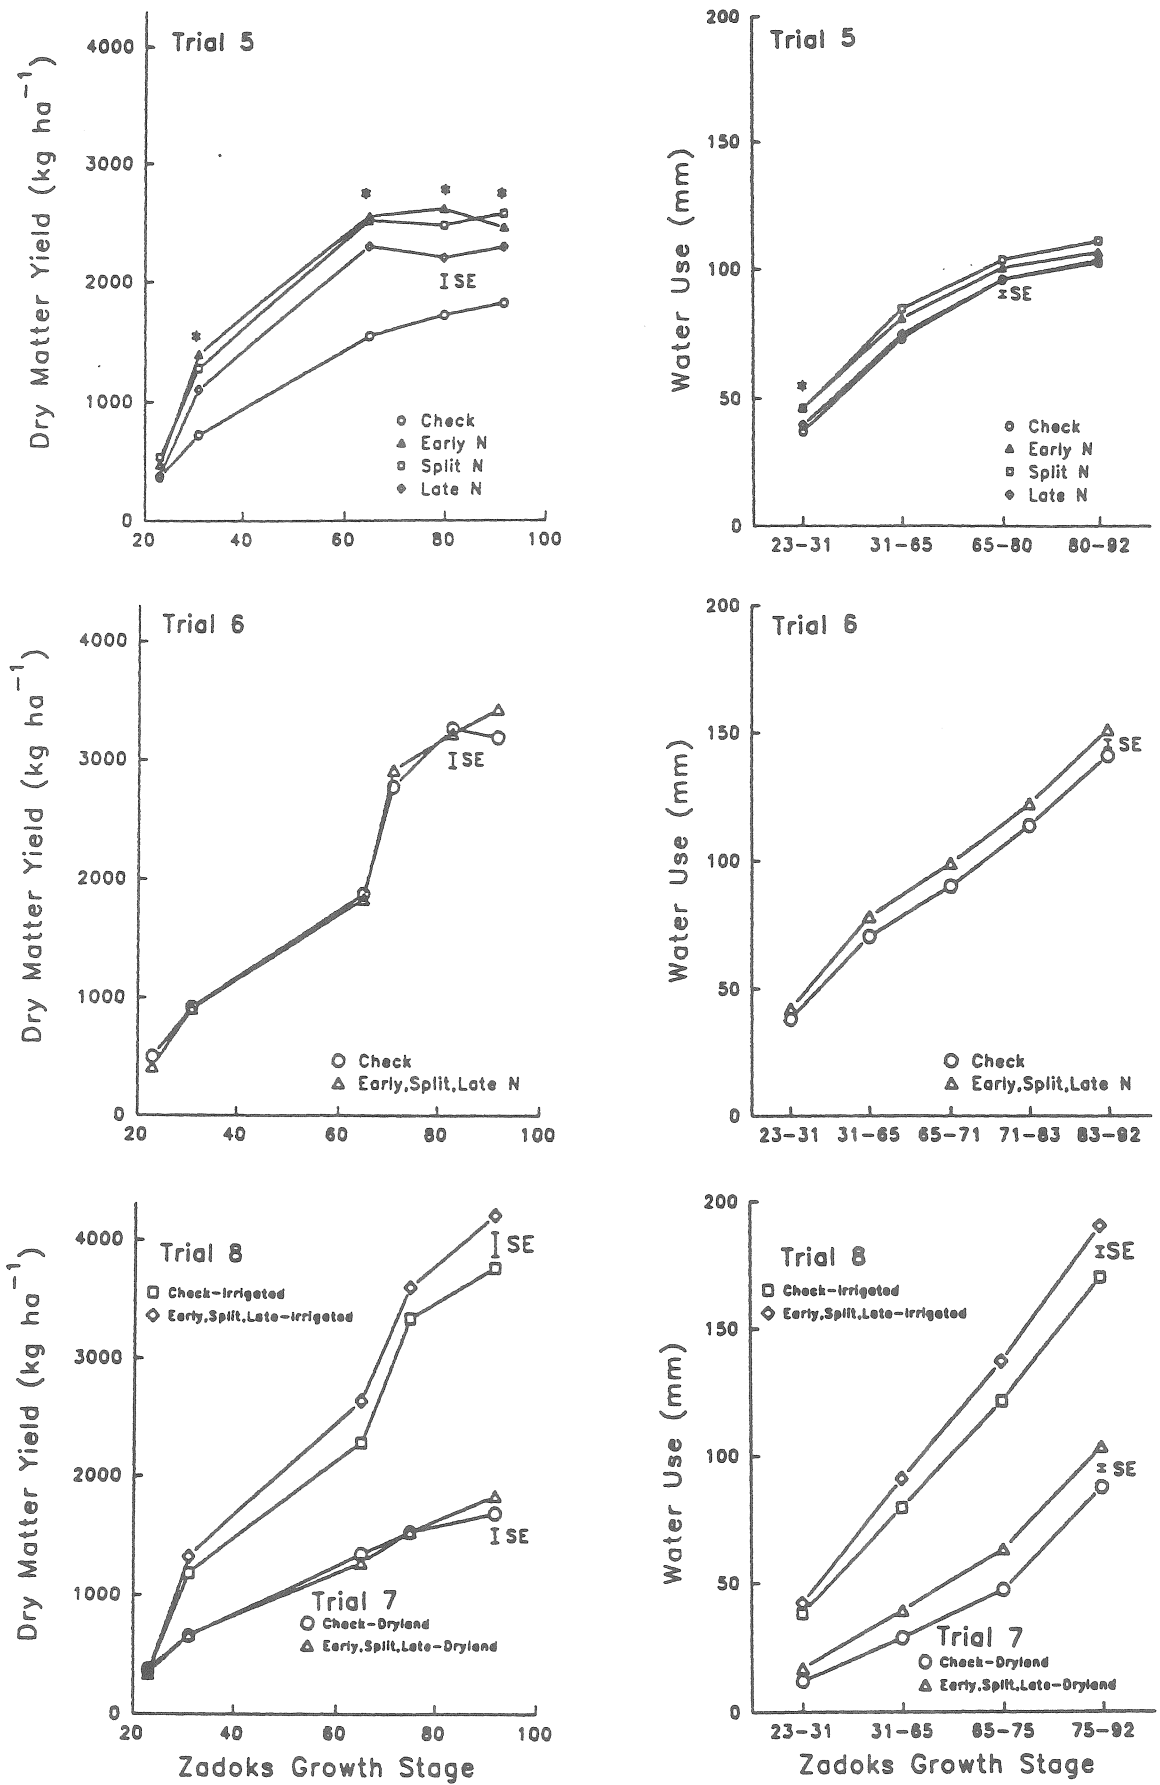 Trial 5
4000
3000
2000
1000
0
Dry Matter Yield (kg ha⁻¹)
*
*
*
*
SE
Check
Early N
Split N
Late N
20 40 60 80 100
Trial 5
200
150
100
50
0
Water Use (mm)
*
SE
Check
Early N
Split N
Late N
23-31 31-65 65-80 80-92
Trial 6
4000
3000
2000
1000
0
Dry Matter Yield (kg ha⁻¹)
SE
Check
Early,Split,Late N
20 40 60 80 100
Trial 6
200
150
100
50
0
Water Use (mm)
SE
Check
Early,Split,Late N
23-31 31-65 65-71 71-83 83-92
Trial 8
Check-Irrigated
Early,Split,Late-Irrigated
4000
3000
2000
1000
0
Dry Matter Yield (kg ha⁻¹)
SE
SE
Trial 7
Check-Dryland
Early,Split,Late-Dryland
20 40 60 80 100
Zadoks Growth Stage
Trial 8
Check-Irrigated
Early,Split,Late-Irrigated
200
150
100
50
0
Water Use (mm)
SE
SE
Trial 7
Check-Dryland
Early,Split,Late-Dryland
23-31 31-65 65-75 75-92
Zadoks Growth Stage